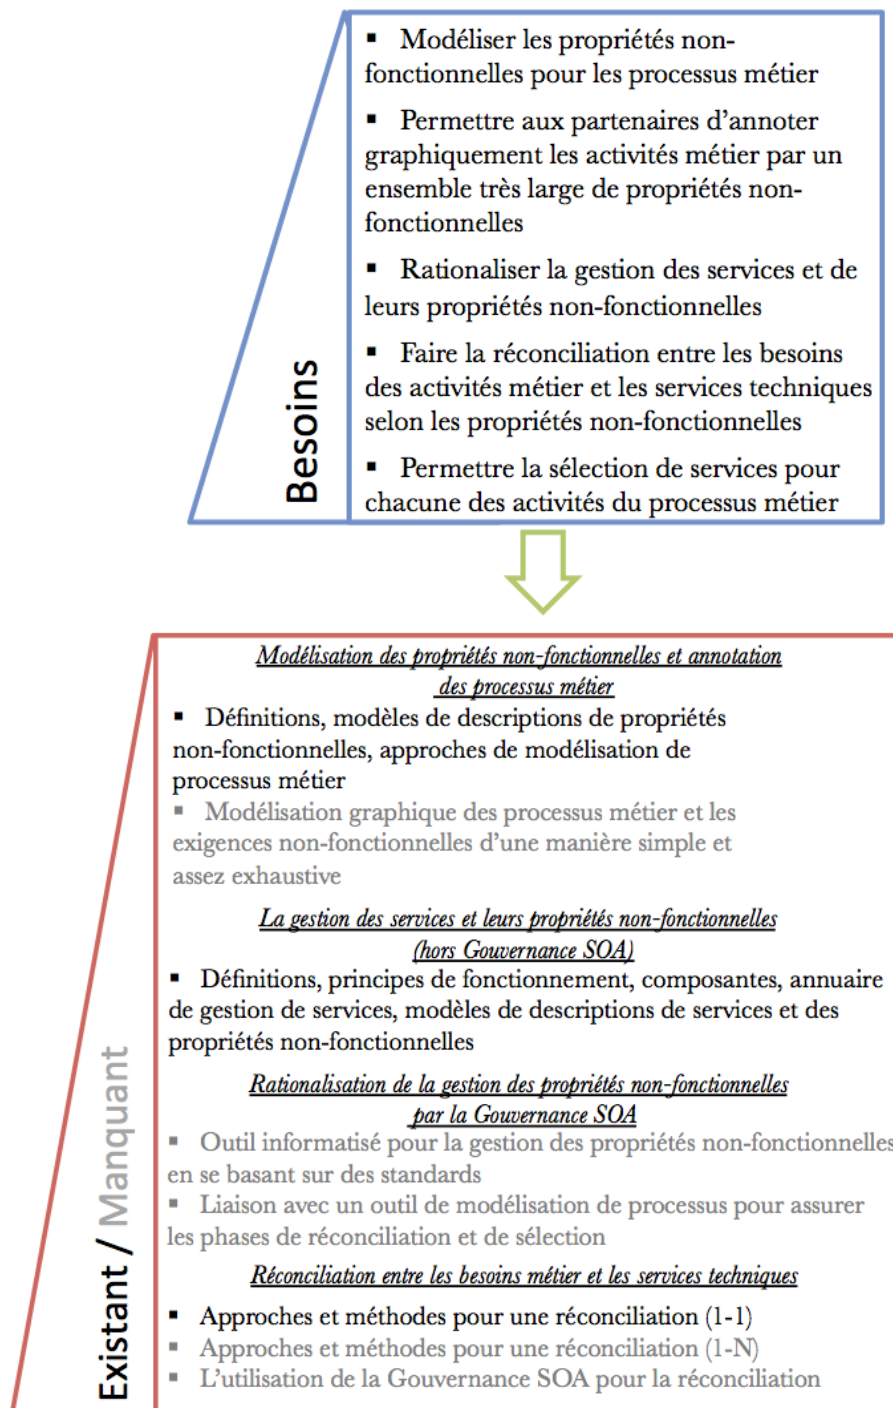 ▪ Modéliser les propriétés non-
fonctionnelles pour les processus métier
▪ Permettre aux partenaires d’annoter
graphiquement les activités métier par un
ensemble très large de propriétés non-
fonctionnelles
▪ Rationaliser la gestion des services et de
leurs propriétés non-fonctionnelles
▪ Faire la réconciliation entre les besoins
des activités métier et les services techniques
selon les propriétés non-fonctionnelles
▪ Permettre la sélection de services pour
chacune des activités du processus métier
Besoins
Modélisation des propriétés non-fonctionnelles et annotation
des processus métier
▪ Définitions, modèles de descriptions de propriétés
non-fonctionnelles, approches de modélisation de
processus métier
▪ Modélisation graphique des processus métier et les
exigences non-fonctionnelles d’une manière simple et
assez exhaustive
La gestion des services et leurs propriétés non-fonctionnelles
(hors Gouvernance SOA)
▪ Définitions, principes de fonctionnement, composantes, annuaire
de gestion de services, modèles de descriptions de services et des
propriétés non-fonctionnelles
Rationalisation de la gestion des propriétés non-fonctionnelles
par la Gouvernance SOA
▪ Outil informatisé pour la gestion des propriétés non-fonctionnelles
en se basant sur des standards
▪ Liaison avec un outil de modélisation de processus pour assurer
les phases de réconciliation et de sélection
Réconciliation entre les besoins métier et les services techniques
▪ Approches et méthodes pour une réconciliation (1-1)
▪ Approches et méthodes pour une réconciliation (1-N)
▪ L’utilisation de la Gouvernance SOA pour la réconciliation
Existant / Manquant